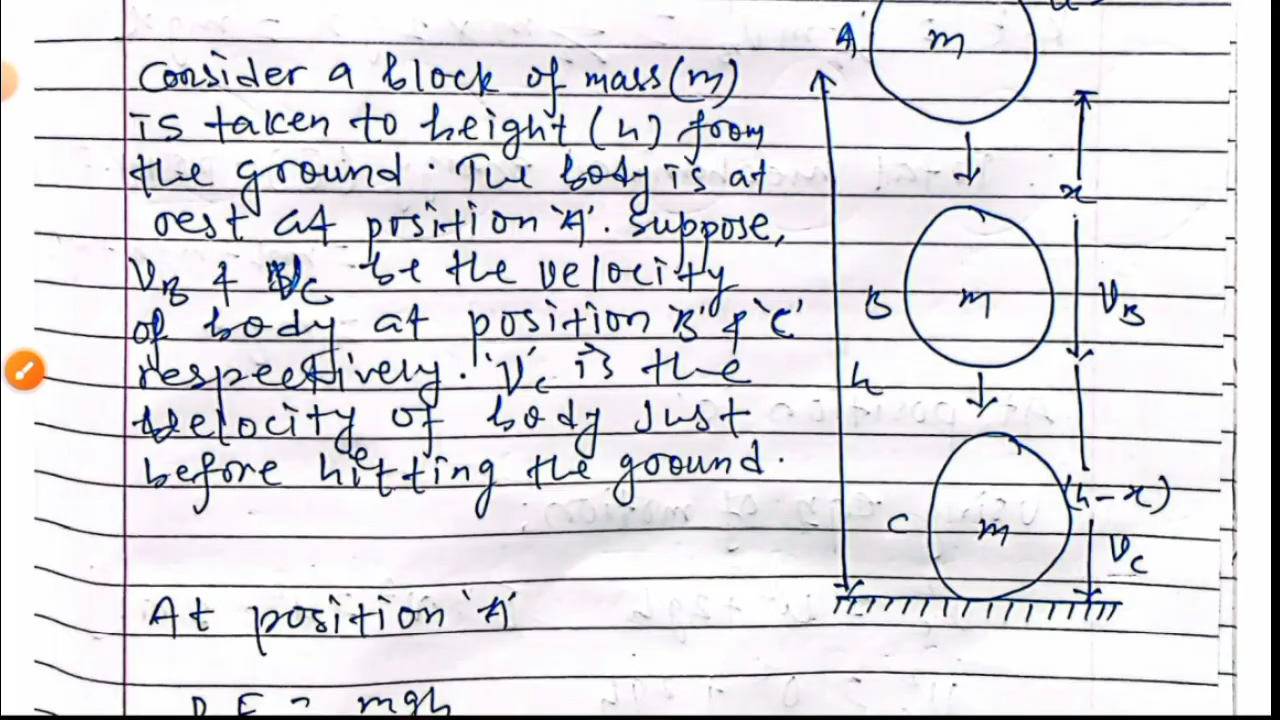 Consider a block of mass (m)
is taken to height (h) from
the ground. The body is at
rest at position 'A'. suppose,
VB & VC be the velocity
of body at position 'B' & 'C'
respectively. 'Vc' is the
velocity of body just
before hitting the ground.
At position 'A'
P.E = mgh
A
m
x
B
m
VB
h
(h-x)
C
m
Vc